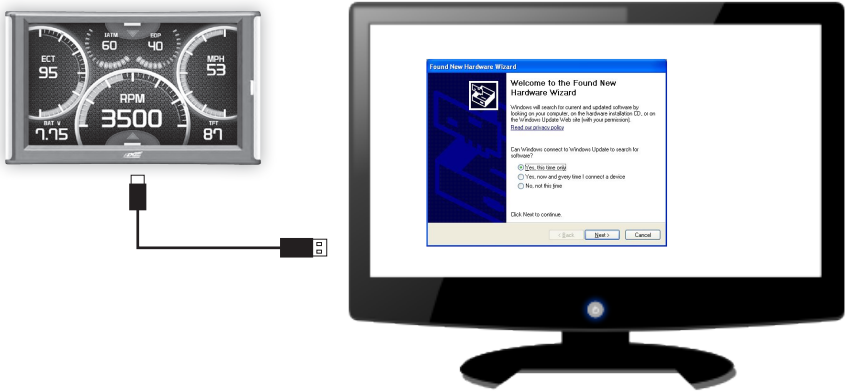 IATM
60
EOP
40
ECT
95
MPH
53
RPM
3500
BAT V
7.75
TFT
87
Found New Hardware Wizard
Welcome to the Found New
Hardware Wizard
Windows will search for current and updated software by
looking on your computer, on the hardware installation CD, or on
the Windows Update Web site (with your permission).
Read our privacy policy
Can Windows connect to Windows Update to search for
software?
Yes, this time only
Yes, now and every time I connect a device
No, not this time
Click Next to continue.
< Back
Next >
Cancel